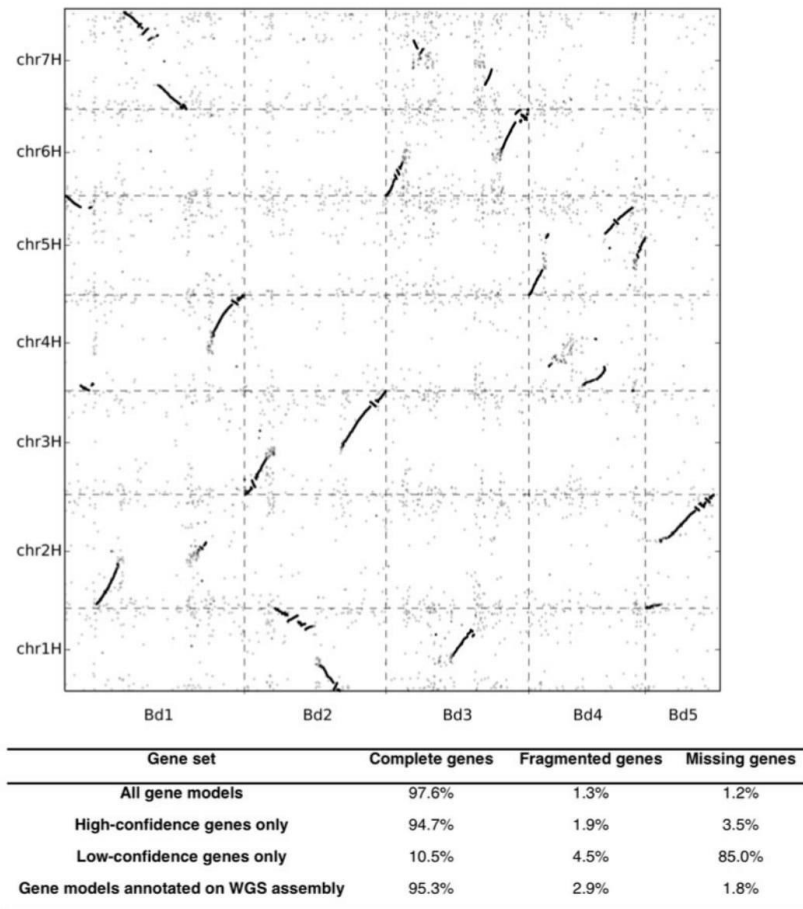 chr7H
chr6H
chr5H
chr4H
chr3H
chr2H
chr1H
Bd1 Bd2 Bd3 Bd4 Bd5
Gene set Complete genes Fragmented genes Missing genes
All gene models 97.6% 1.3% 1.2%
High-confidence genes only 94.7% 1.9% 3.5%
Low-confidence genes only 10.5% 4.5% 85.0%
Gene models annotated on WGS assembly 95.3% 2.9% 1.8%